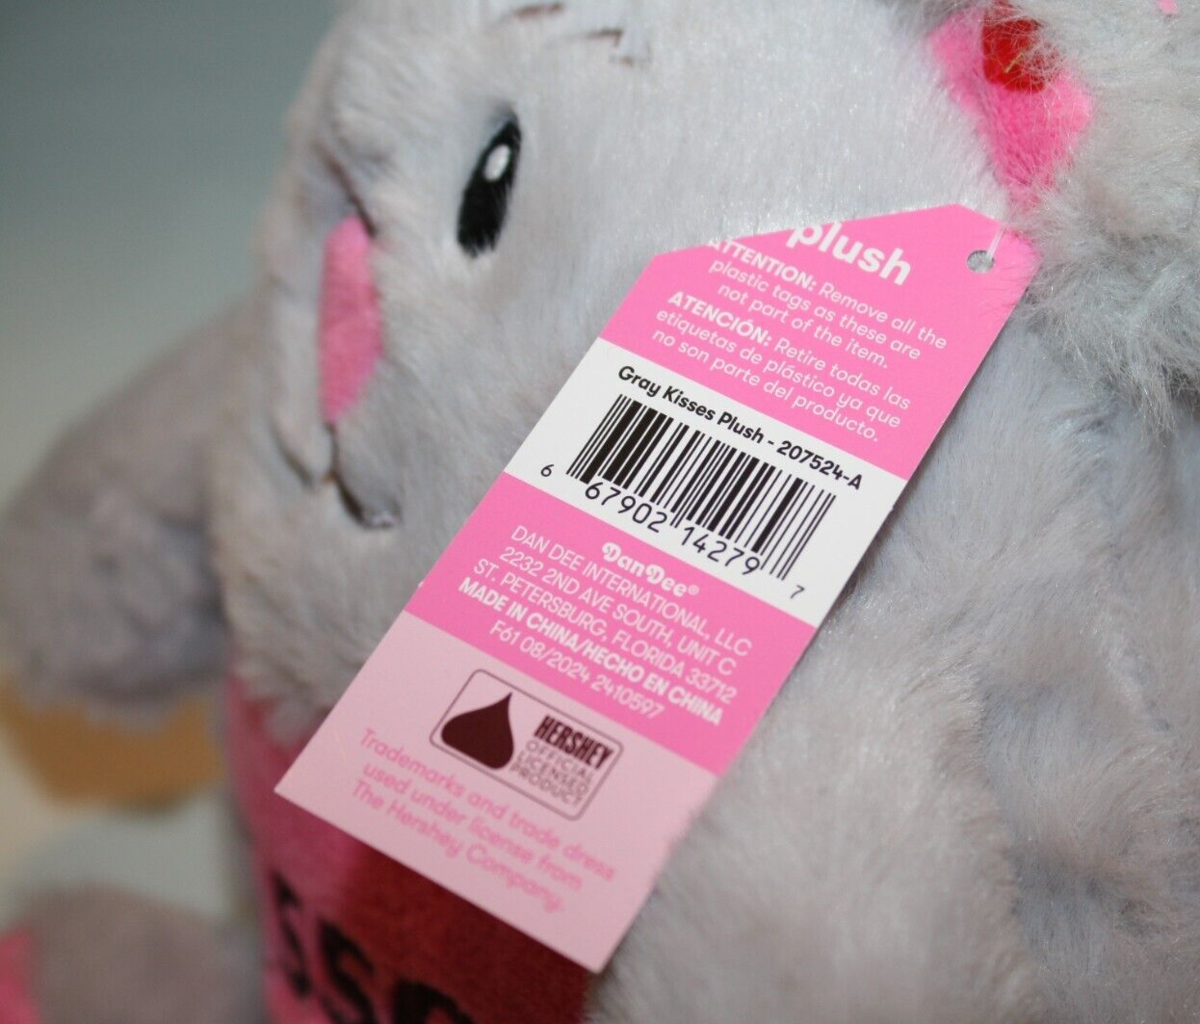 plush
ATTENTION: Remove all the
plastic tags as these are
not part of the item.
ATENCIÓN: Retire todas las
etiquetas de plástico ya que
no son parte del producto.
Gray Kisses Plush - 207524-A
6 67902 14279 7
DanDee®
DAN DEE INTERNATIONAL, LLC
2232 2ND AVE SOUTH, UNIT C
ST. PETERSBURG, FLORIDA 33712
MADE IN CHINA/HECHO EN CHINA
F61 08/2024 2410597
HERSHEY
OFFICIAL
LICENSED
PRODUCT
Trademarks and trade dress
used under license from
The Hershey Company.